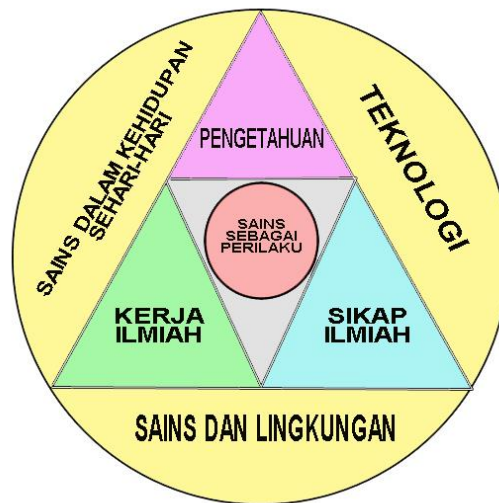 PENGETAHUAN
SAINS DALAM KEHIDUPAN
SEHARI-HARI
TEKNOLOGI
SAINS
SEBAGAI
PERILAKU
KERJA
ILMIAH
SIKAP
ILMIAH
SAINS DAN LINGKUNGAN